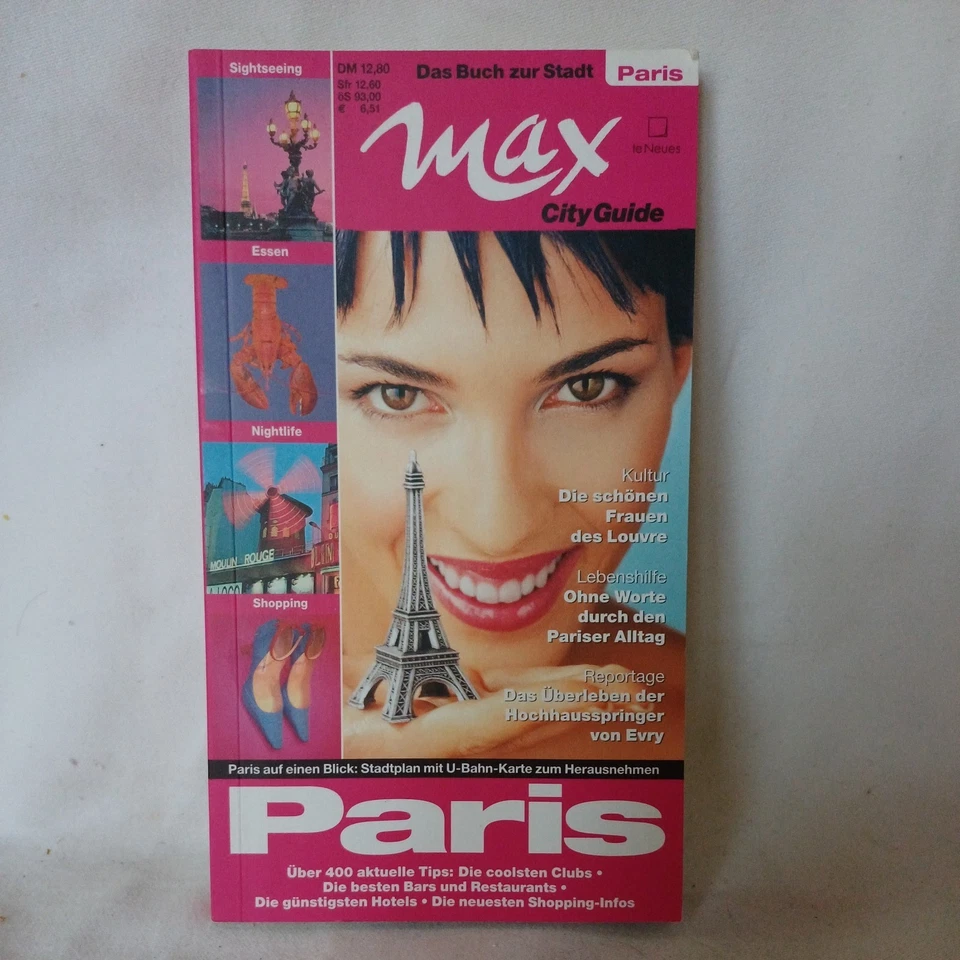 Sightseeing
DM 12,80
Sfr 12,60
öS 93,00
€ 6,51
Das Buch zur Stadt
Paris
max
te Neues
City Guide
Essen
Nightlife
MOULIN ROUGE
Shopping
Kultur
Die schönen
Frauen
des Louvre
Lebenshilfe
Ohne Worte
durch den
Pariser Alltag
Reportage
Das Überleben der
Hochhausspringer
von Evry
Paris auf einen Blick: Stadtplan mit U-Bahn-Karte zum Herausnehmen
Paris
Über 400 aktuelle Tips: Die coolsten Clubs •
Die besten Bars und Restaurants •
Die günstigsten Hotels • Die neuesten Shopping-Infos